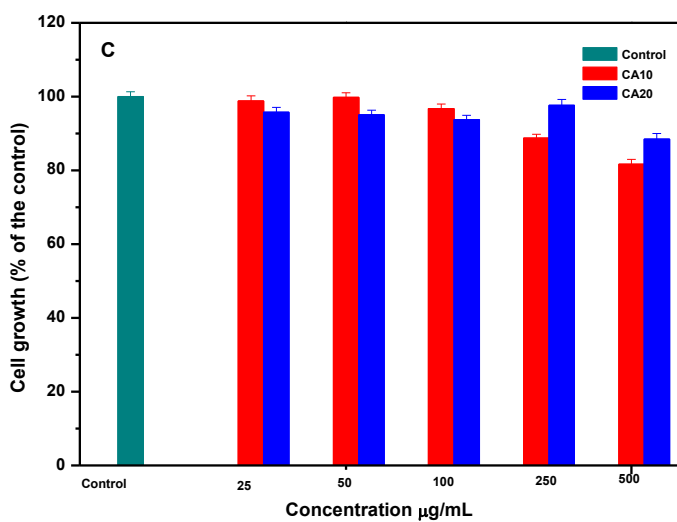 C
Control
CA10
CA20
Cell growth (% of the control)
120
100
80
60
40
20
0
Control 25 50 100 250 500
Concentration μg/mL